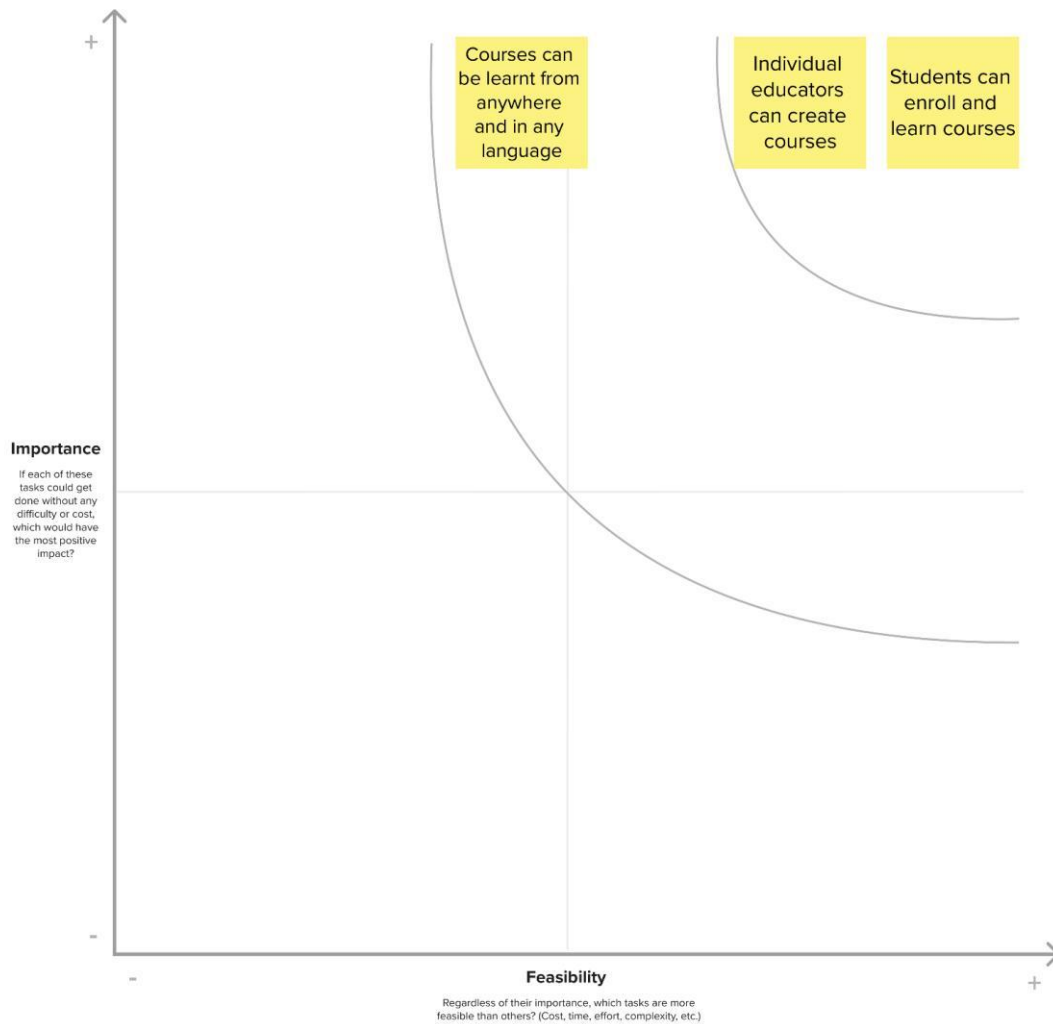 +
Courses can
be learnt from
anywhere
and in any
language
Individual
educators
can create
courses
Students can
enroll and
learn courses
Importance
If each of these
tasks could get
done without any
difficulty or cost,
which would have
the most positive
impact?
-
-
Feasibility
+
Regardless of their importance, which tasks are more
feasible than others? (Cost, time, effort, complexity, etc.)